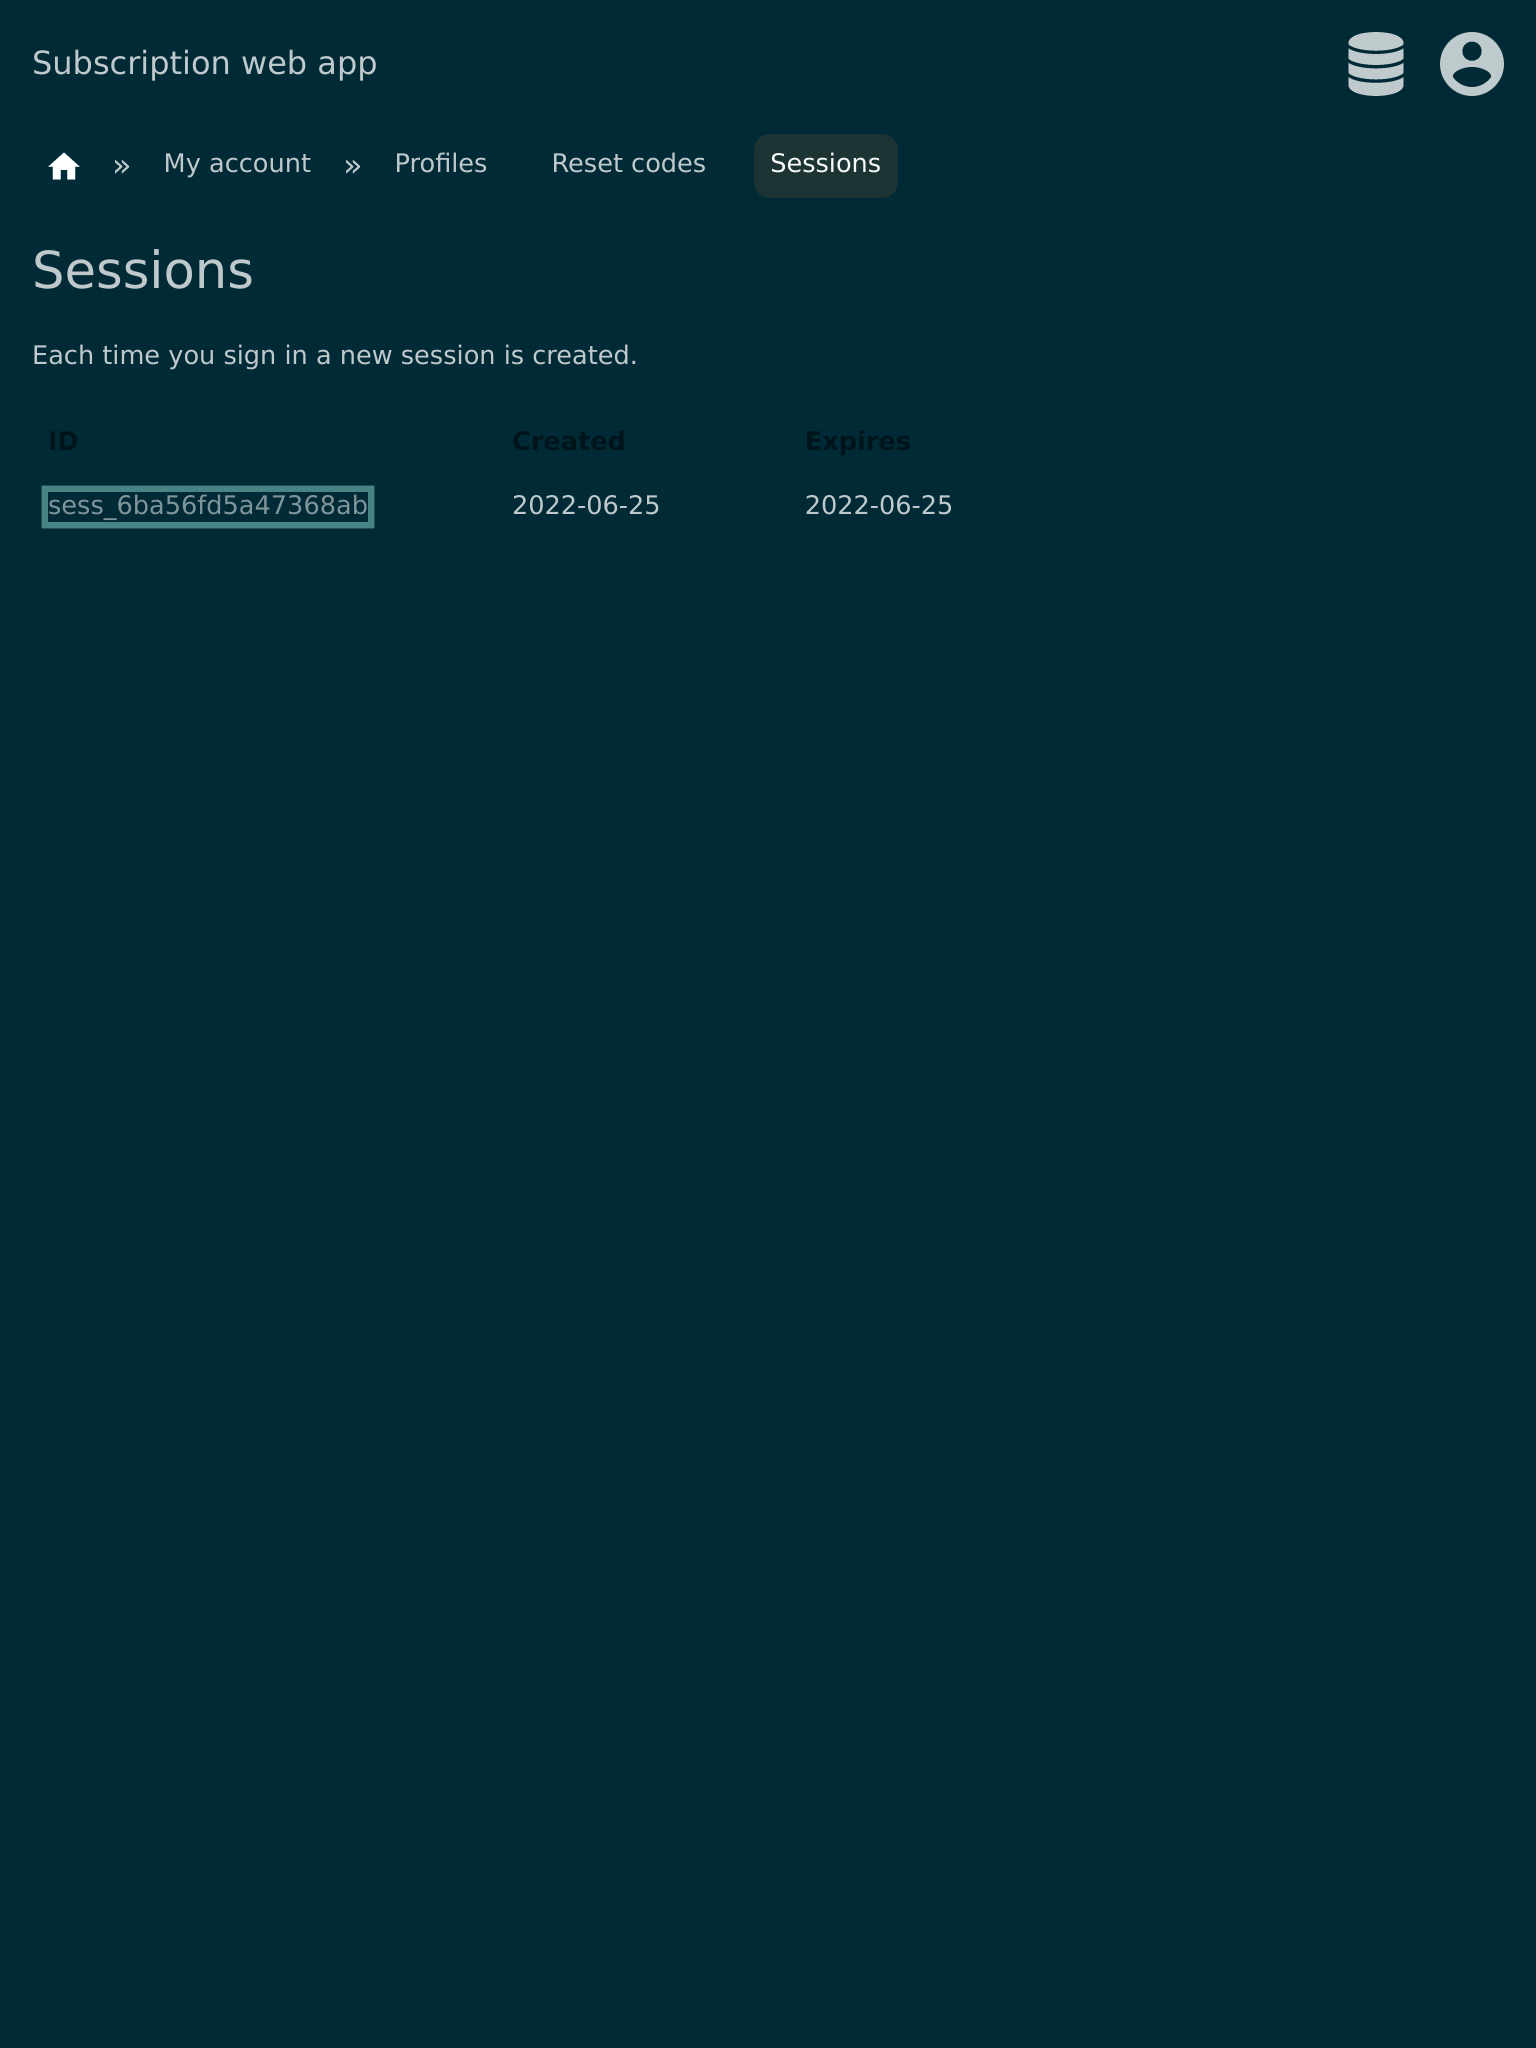 Subscription web app
» My account » Profiles Reset codes Sessions
Sessions
Each time you sign in a new session is created.
ID Created Expires
sess_6ba56fd5a47368ab 2022-06-25 2022-06-25